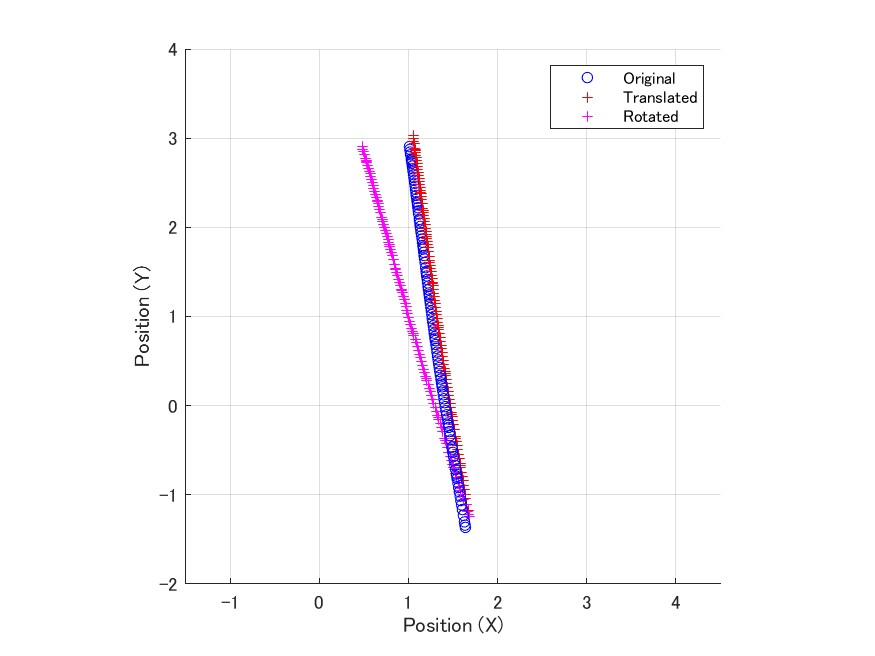 4
3
2
1
0
−1
−2
−1
0
1
2
3
4
Position (Y)
Position (X)
Original
Translated
Rotated